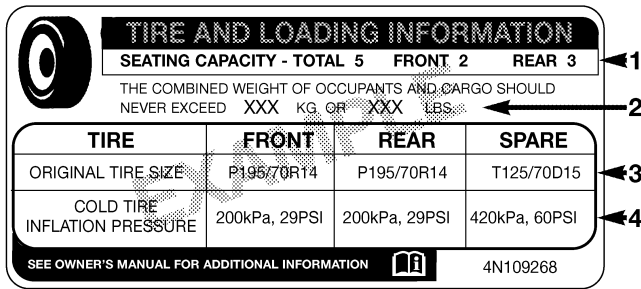 TIRE AND LOADING INFORMATION
SEATING CAPACITY - TOTAL 5 FRONT 2 REAR 3 1
THE COMBINED WEIGHT OF OCCUPANTS AND CARGO SHOULD
NEVER EXCEED XXX KG OR XXX LBS. 2
TIRE FRONT REAR SPARE
ORIGINAL TIRE SIZE P195/70R14 P195/70R14 T125/70D15 3
COLD TIRE
INFLATION PRESSURE 200kPa, 29PSI 200kPa, 29PSI 420kPa, 60PSI 4
SEE OWNER'S MANUAL FOR ADDITIONAL INFORMATION 4N109268
EXAMPLE